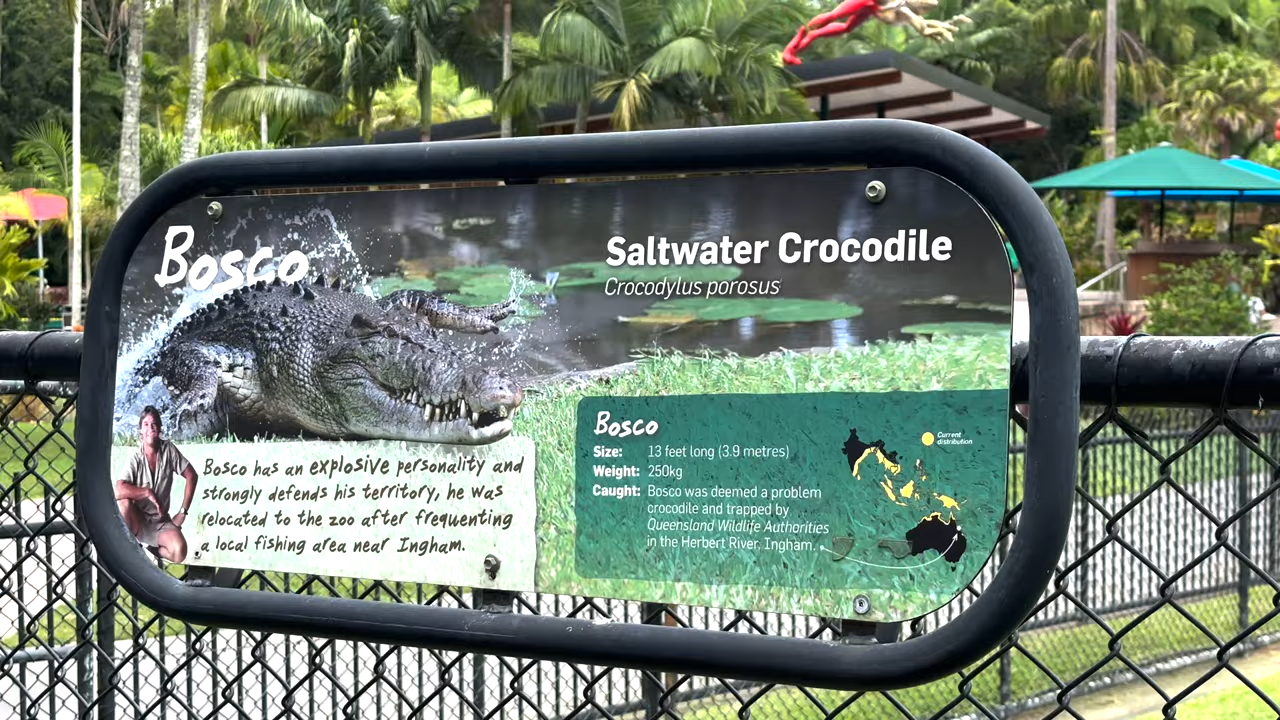 Bosco
Saltwater Crocodile
Crocodylus porosus
Bosco has an explosive personality and
strongly defends his territory, he was
relocated to the zoo after frequenting
a local fishing area near Ingham.
Bosco
Size: 13 feet long (3.9 metres)
Weight: 250kg
Caught: Bosco was deemed a problem
crocodile and trapped by
Queensland Wildlife Authorities
in the Herbert River, Ingham.
Current
distribution